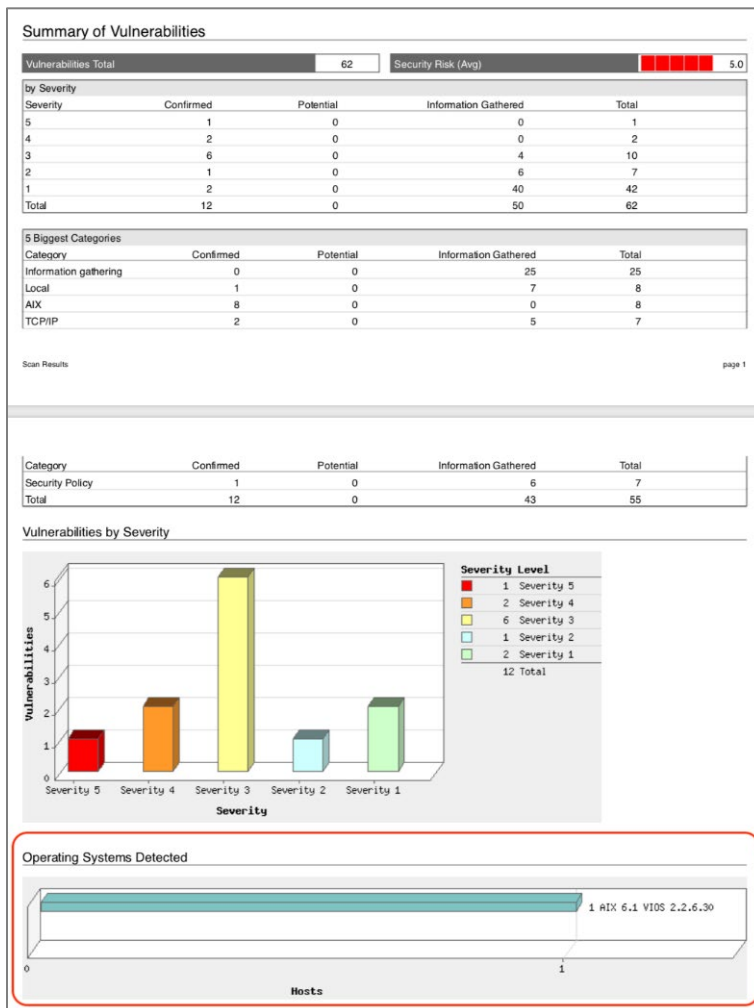 Summary of Vulnerabilities
Vulnerabilities Total 62 Security Risk (Avg) 5.0
by Severity
Severity Confirmed Potential Information Gathered Total
5 1 0 0 1
4 2 0 0 2
3 6 0 4 10
2 1 0 6 7
1 2 0 40 42
Total 12 0 50 62
5 Biggest Categories
Category Confirmed Potential Information Gathered Total
Information gathering 0 0 25 25
Local 1 0 7 8
AIX 8 0 0 8
TCP/IP 2 0 5 7
Scan Results page 1
Category Confirmed Potential Information Gathered Total
Security Policy 1 0 6 7
Total 12 0 43 55
Vulnerabilities by Severity
Severity Level
1 Severity 5
2 Severity 4
6 Severity 3
1 Severity 2
2 Severity 1
12 Total
6
5
4
3
2
1
0
Vulnerabilities
Severity 5 Severity 4 Severity 3 Severity 2 Severity 1
Severity
Operating Systems Detected
1 AIX 6.1 VIOS 2.2.6.30
0 1
Hosts